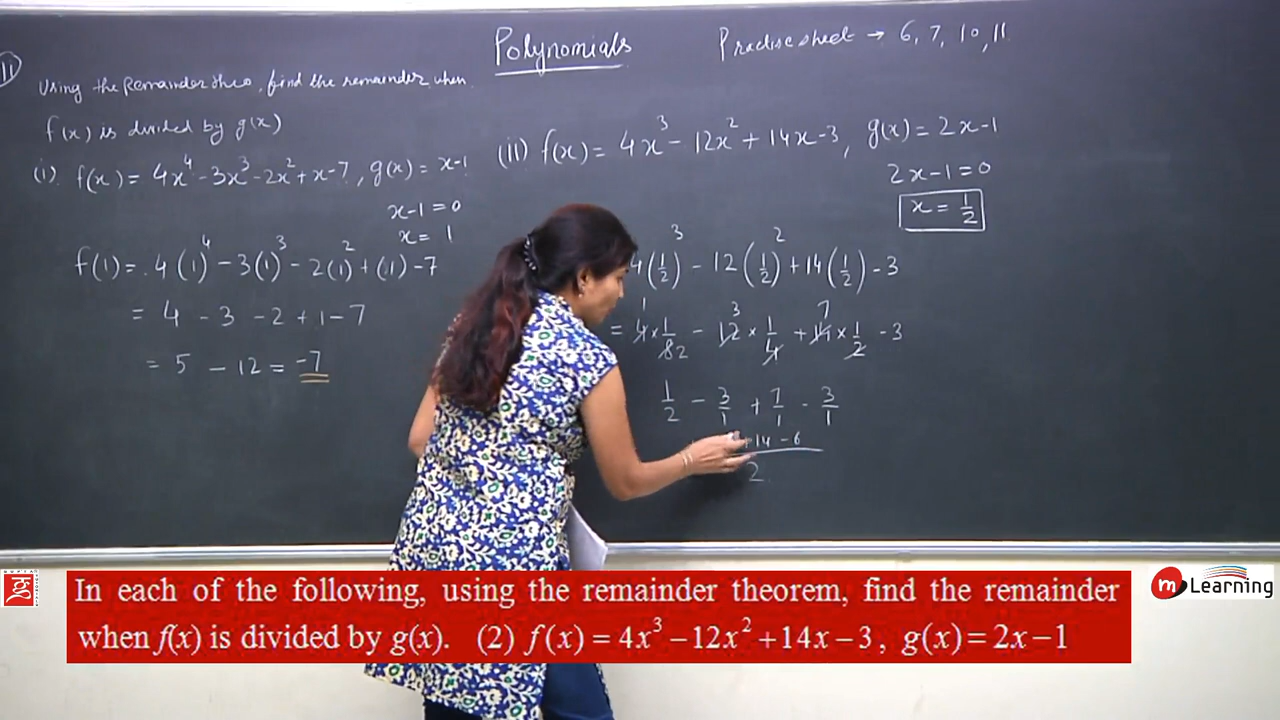 Polynomials
Practise sheet → 6, 7, 10, 11
11
Using the Remainder theo, find the remainder when
f(x) is divided by g(x)
(i) f(x) = 4x⁴ - 3x³ - 2x² + x - 7, g(x) = x-1
x-1 = 0
x = 1
f(1) = 4(1)⁴ - 3(1)³ - 2(1)² + (1) - 7
= 4 - 3 - 2 + 1 - 7
= 5 - 12 = -7
(ii) f(x) = 4x³ - 12x² + 14x - 3, g(x) = 2x-1
2x-1 = 0
x = 1/2
4(1/2)³ - 12(1/2)² + 14(1/2) - 3
= 4 × 1/8 - 12 × 1/4 + 14 × 1/2 - 3
1 2 3 7
1/2 - 3/1 + 7/1 - 3/1
+14 - 6
2
In each of the following, using the remainder theorem, find the remainder
when f(x) is divided by g(x). (2) f(x) = 4x³ - 12x² + 14x - 3, g(x) = 2x - 1
m Learning